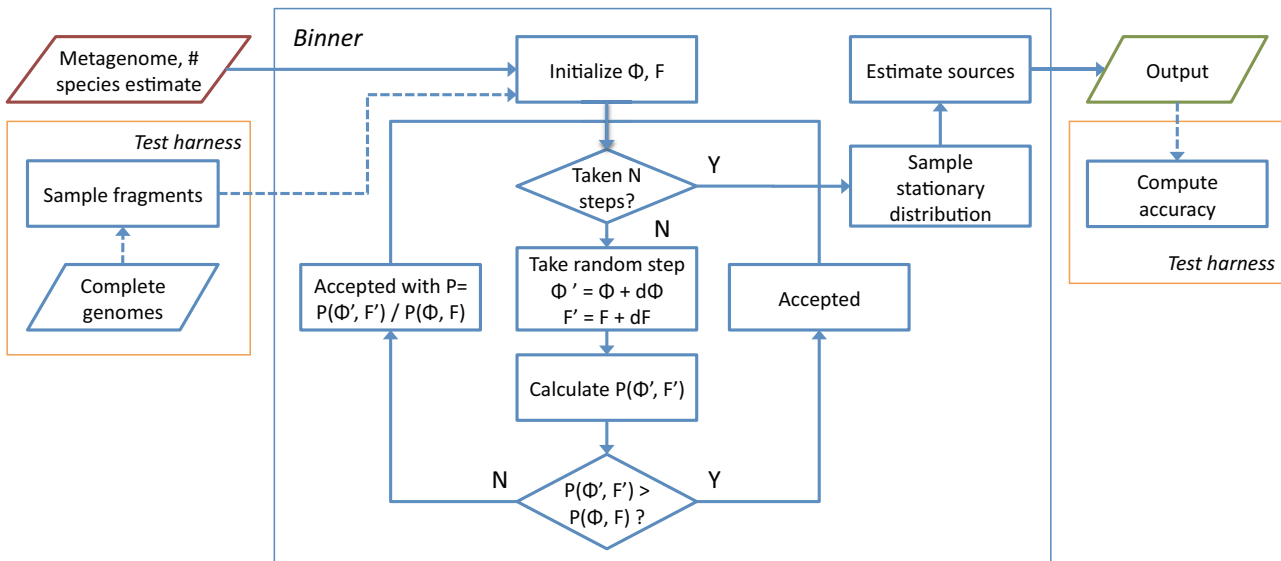 Binner
Metagenome, #
species estimate
Initialize Φ, F
Estimate sources
Output
Test harness
Sample fragments
Complete
genomes
Taken N
steps?
Y
N
Sample
stationary
distribution
Compute
accuracy
Test harness
Take random step
Φ ’ = Φ + dΦ
F’ = F + dF
Accepted with P=
P(Φ’, F’) / P(Φ, F)
Accepted
Calculate P(Φ’, F’)
N
Y
P(Φ’, F’) >
P(Φ, F) ?